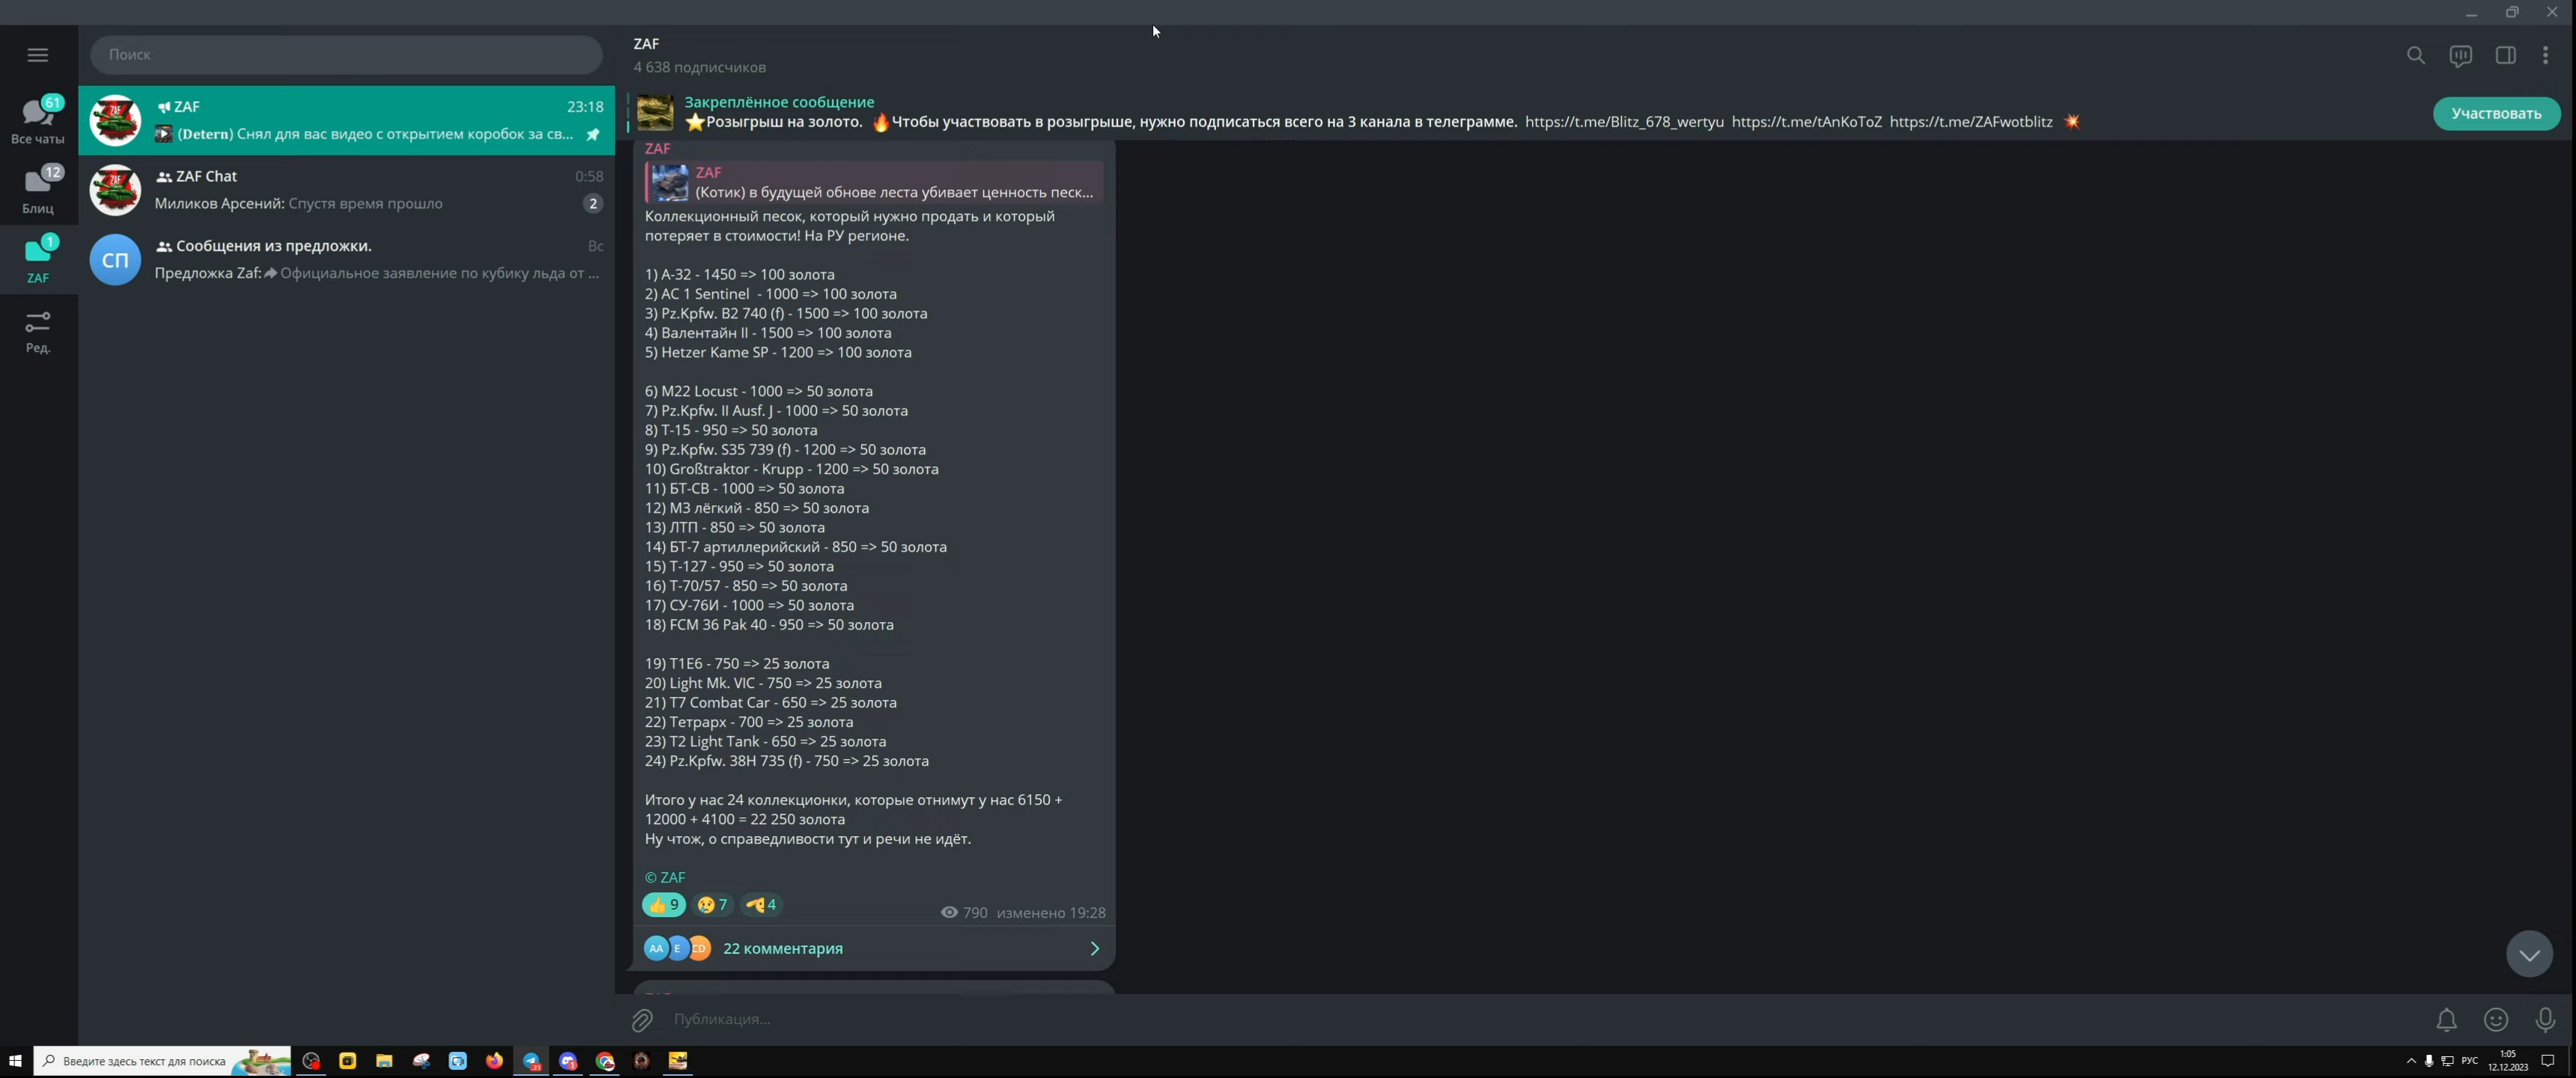 Поиск
ZAF
4 638 подписчиков
61
Все чаты
12
Блиц
1
ZAF
Ред.
ZAF
23:18
(Detern) Снял для вас видео с открытием коробок за св...
ZAF Chat
0:58
Миликов Арсений: Спустя время прошло
2
СП
Сообщения из предложки.
Вс
Предложка Zaf: Официальное заявление по кубику льда от ...
Закреплённое сообщение
⭐Розыгрыш на золото. 🔥Чтобы участвовать в розыгрыше, нужно подписаться всего на 3 канала в телеграмме. https://t.me/Blitz_678_wertyu https://t.me/tAnKoToZ https://t.me/ZAFwotblitz 💥
Участвовать
ZAF
ZAF
(Котик) в будущей обнове леста убивает ценность песк...
Коллекционный песок, который нужно продать и который
потеряет в стоимости! На РУ регионе.
1) А-32 - 1450 => 100 золота
2) AC 1 Sentinel - 1000 => 100 золота
3) Pz.Kpfw. B2 740 (f) - 1500 => 100 золота
4) Валентайн II - 1500 => 100 золота
5) Hetzer Kame SP - 1200 => 100 золота
6) M22 Locust - 1000 => 50 золота
7) Pz.Kpfw. II Ausf. J - 1000 => 50 золота
8) Т-15 - 950 => 50 золота
9) Pz.Kpfw. S35 739 (f) - 1200 => 50 золота
10) Großtraktor - Krupp - 1200 => 50 золота
11) БТ-СВ - 1000 => 50 золота
12) М3 лёгкий - 850 => 50 золота
13) ЛТП - 850 => 50 золота
14) БТ-7 артиллерийский - 850 => 50 золота
15) Т-127 - 950 => 50 золота
16) Т-70/57 - 850 => 50 золота
17) СУ-76И - 1000 => 50 золота
18) FCM 36 Pak 40 - 950 => 50 золота
19) T1E6 - 750 => 25 золота
20) Light Mk. VIC - 750 => 25 золота
21) T7 Combat Car - 650 => 25 золота
22) Тетрарх - 700 => 25 золота
23) T2 Light Tank - 650 => 25 золота
24) Pz.Kpfw. 38H 735 (f) - 750 => 25 золота
Итого у нас 24 коллекционки, которые отнимут у нас 6150 +
12000 + 4100 = 22 250 золота
Ну чтож, о справедливости тут и речи не идёт.
© ZAF
👍 9 😢 7 4
790 изменено 19:28
AA E CD 22 комментария
Публикация...
Введите здесь текст для поиска
РУС
1:05
12.12.2023